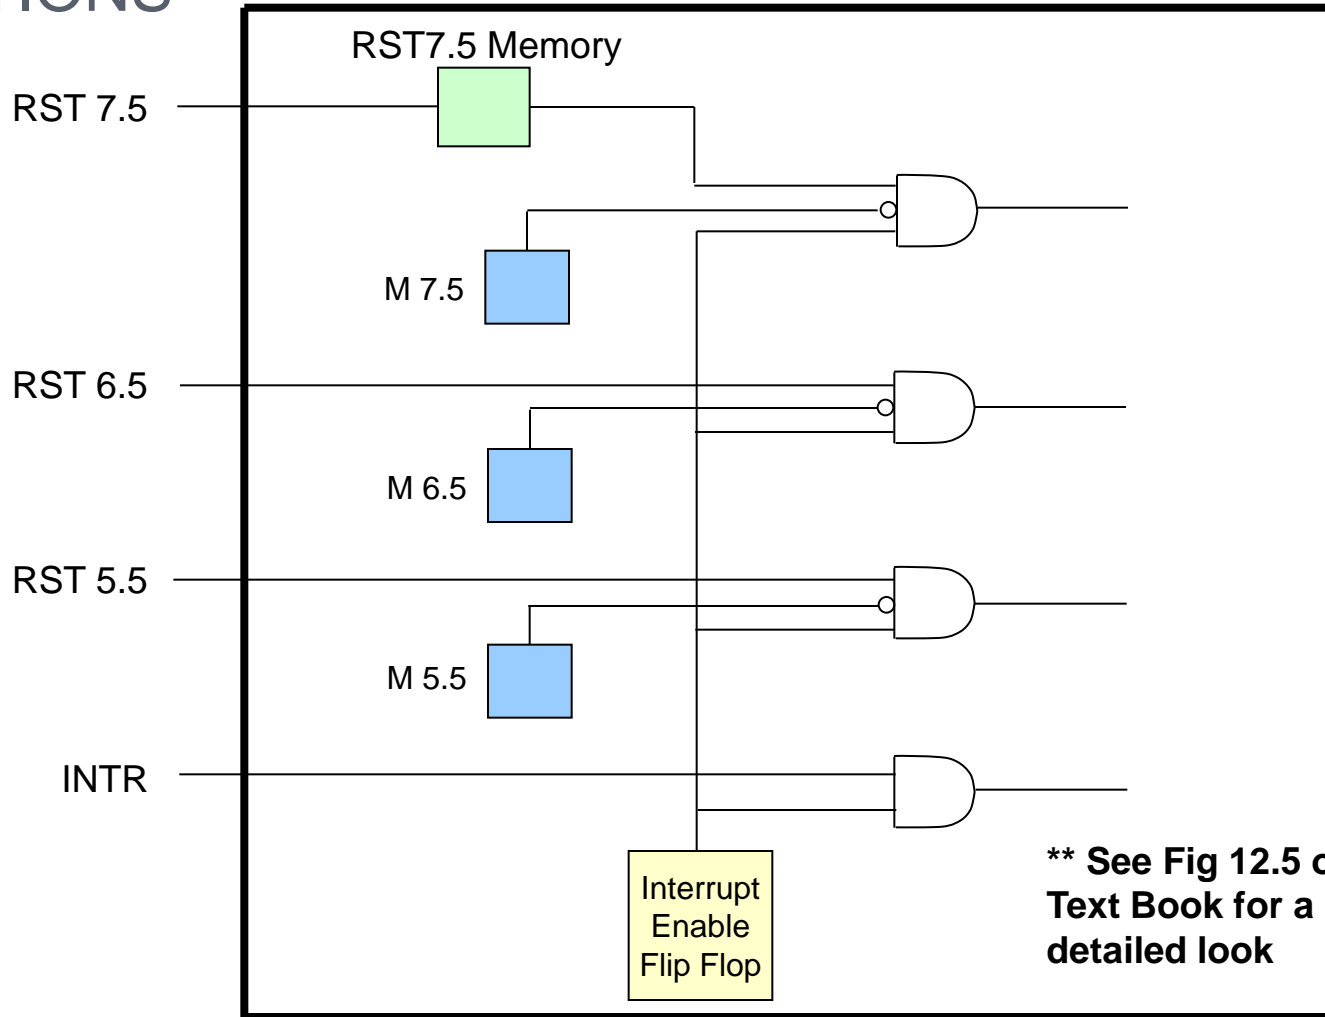 RST7.5 Memory
RST 7.5
M 7.5
RST 6.5
M 6.5
RST 5.5
M 5.5
INTR
Interrupt
Enable
Flip Flop
** See Fig 12.5
Text Book for a
detailed look